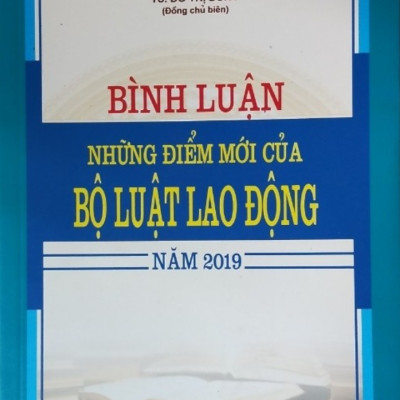 (Đồng chủ biên)
BÌNH LUẬN
NHỮNG ĐIỂM MỚI CỦA
BỘ LUẬT LAO ĐỘNG
NĂM 2019